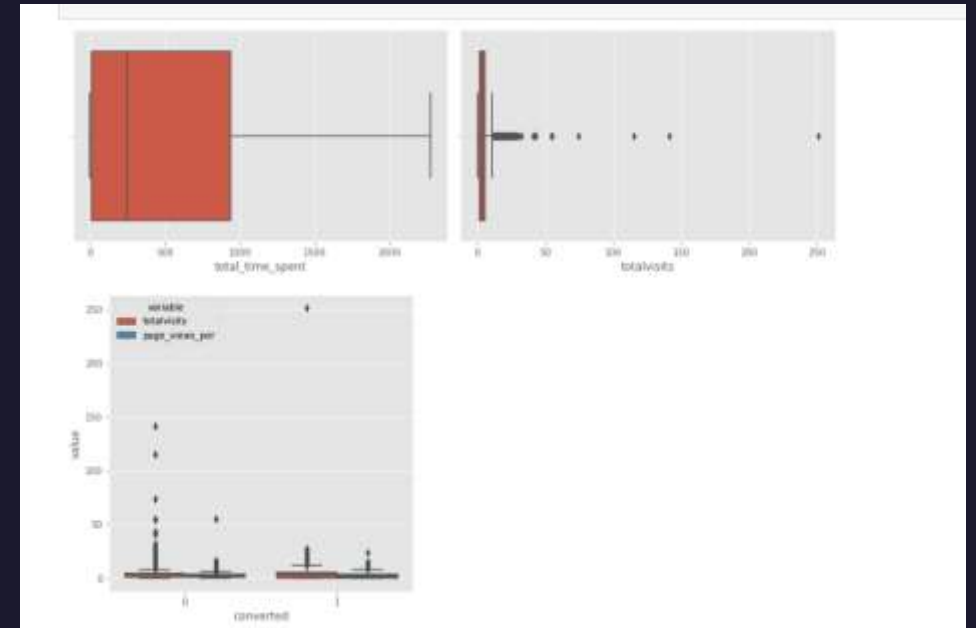 0 500 1000 1500 2000
total_time_spent
0 50 100 150 200 250
totalvisits
variable
totalvisits
page_views_per
250
200
150
100
50
0
value
0 1
converted